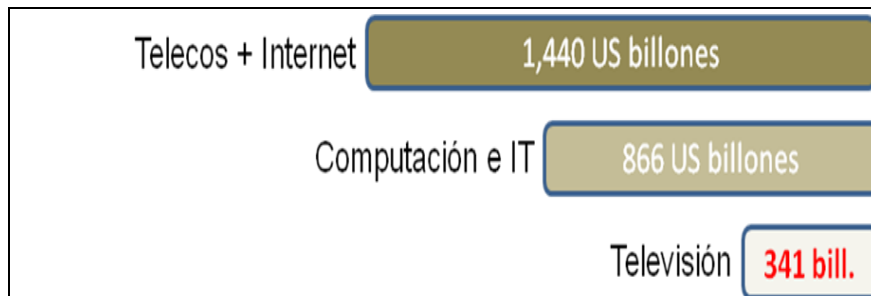 Telecos + Internet 1,440 US billones
Computación e IT 866 US billones
Televisión 341 bill.